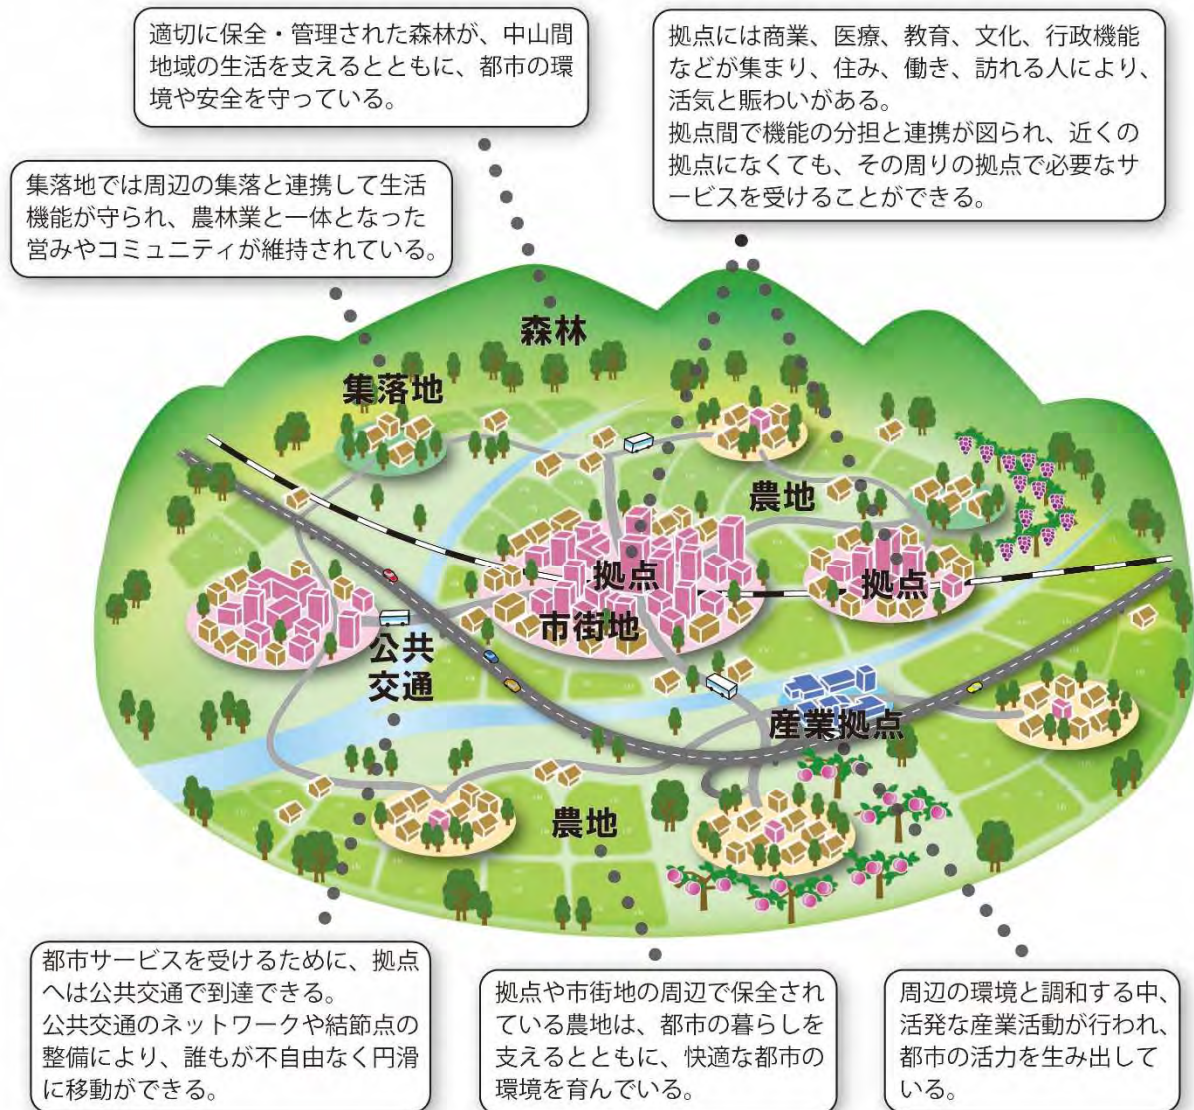 適切に保全・管理された森林が、中山間
地域の生活を支えるとともに、都市の環
境や安全を守っている。
拠点には商業、医療、教育、文化、行政機能
などが集まり、住み、働き、訪れる人により、
活気と賑わいがある。
拠点間で機能の分担と連携が図られ、近くの
拠点になくても、その周りの拠点で必要なサ
ービスを受けることができる。
集落地では周辺の集落と連携して生活
機能が守られ、農林業と一体となった
営みやコミュニティが維持されている。
森林
集落地
農地
拠点
拠点
市街地
公共
交通
産業拠点
農地
都市サービスを受けるために、拠点
へは公共交通で到達できる。
公共交通のネットワークや結節点の
整備により、誰もが不自由なく円滑
に移動ができる。
拠点や市街地の周辺で保全され
ている農地は、都市の暮らしを
支えるとともに、快適な都市の
環境を育んでいる。
周辺の環境と調和する中、
活発な産業活動が行われ、
都市の活力を生み出して
いる。